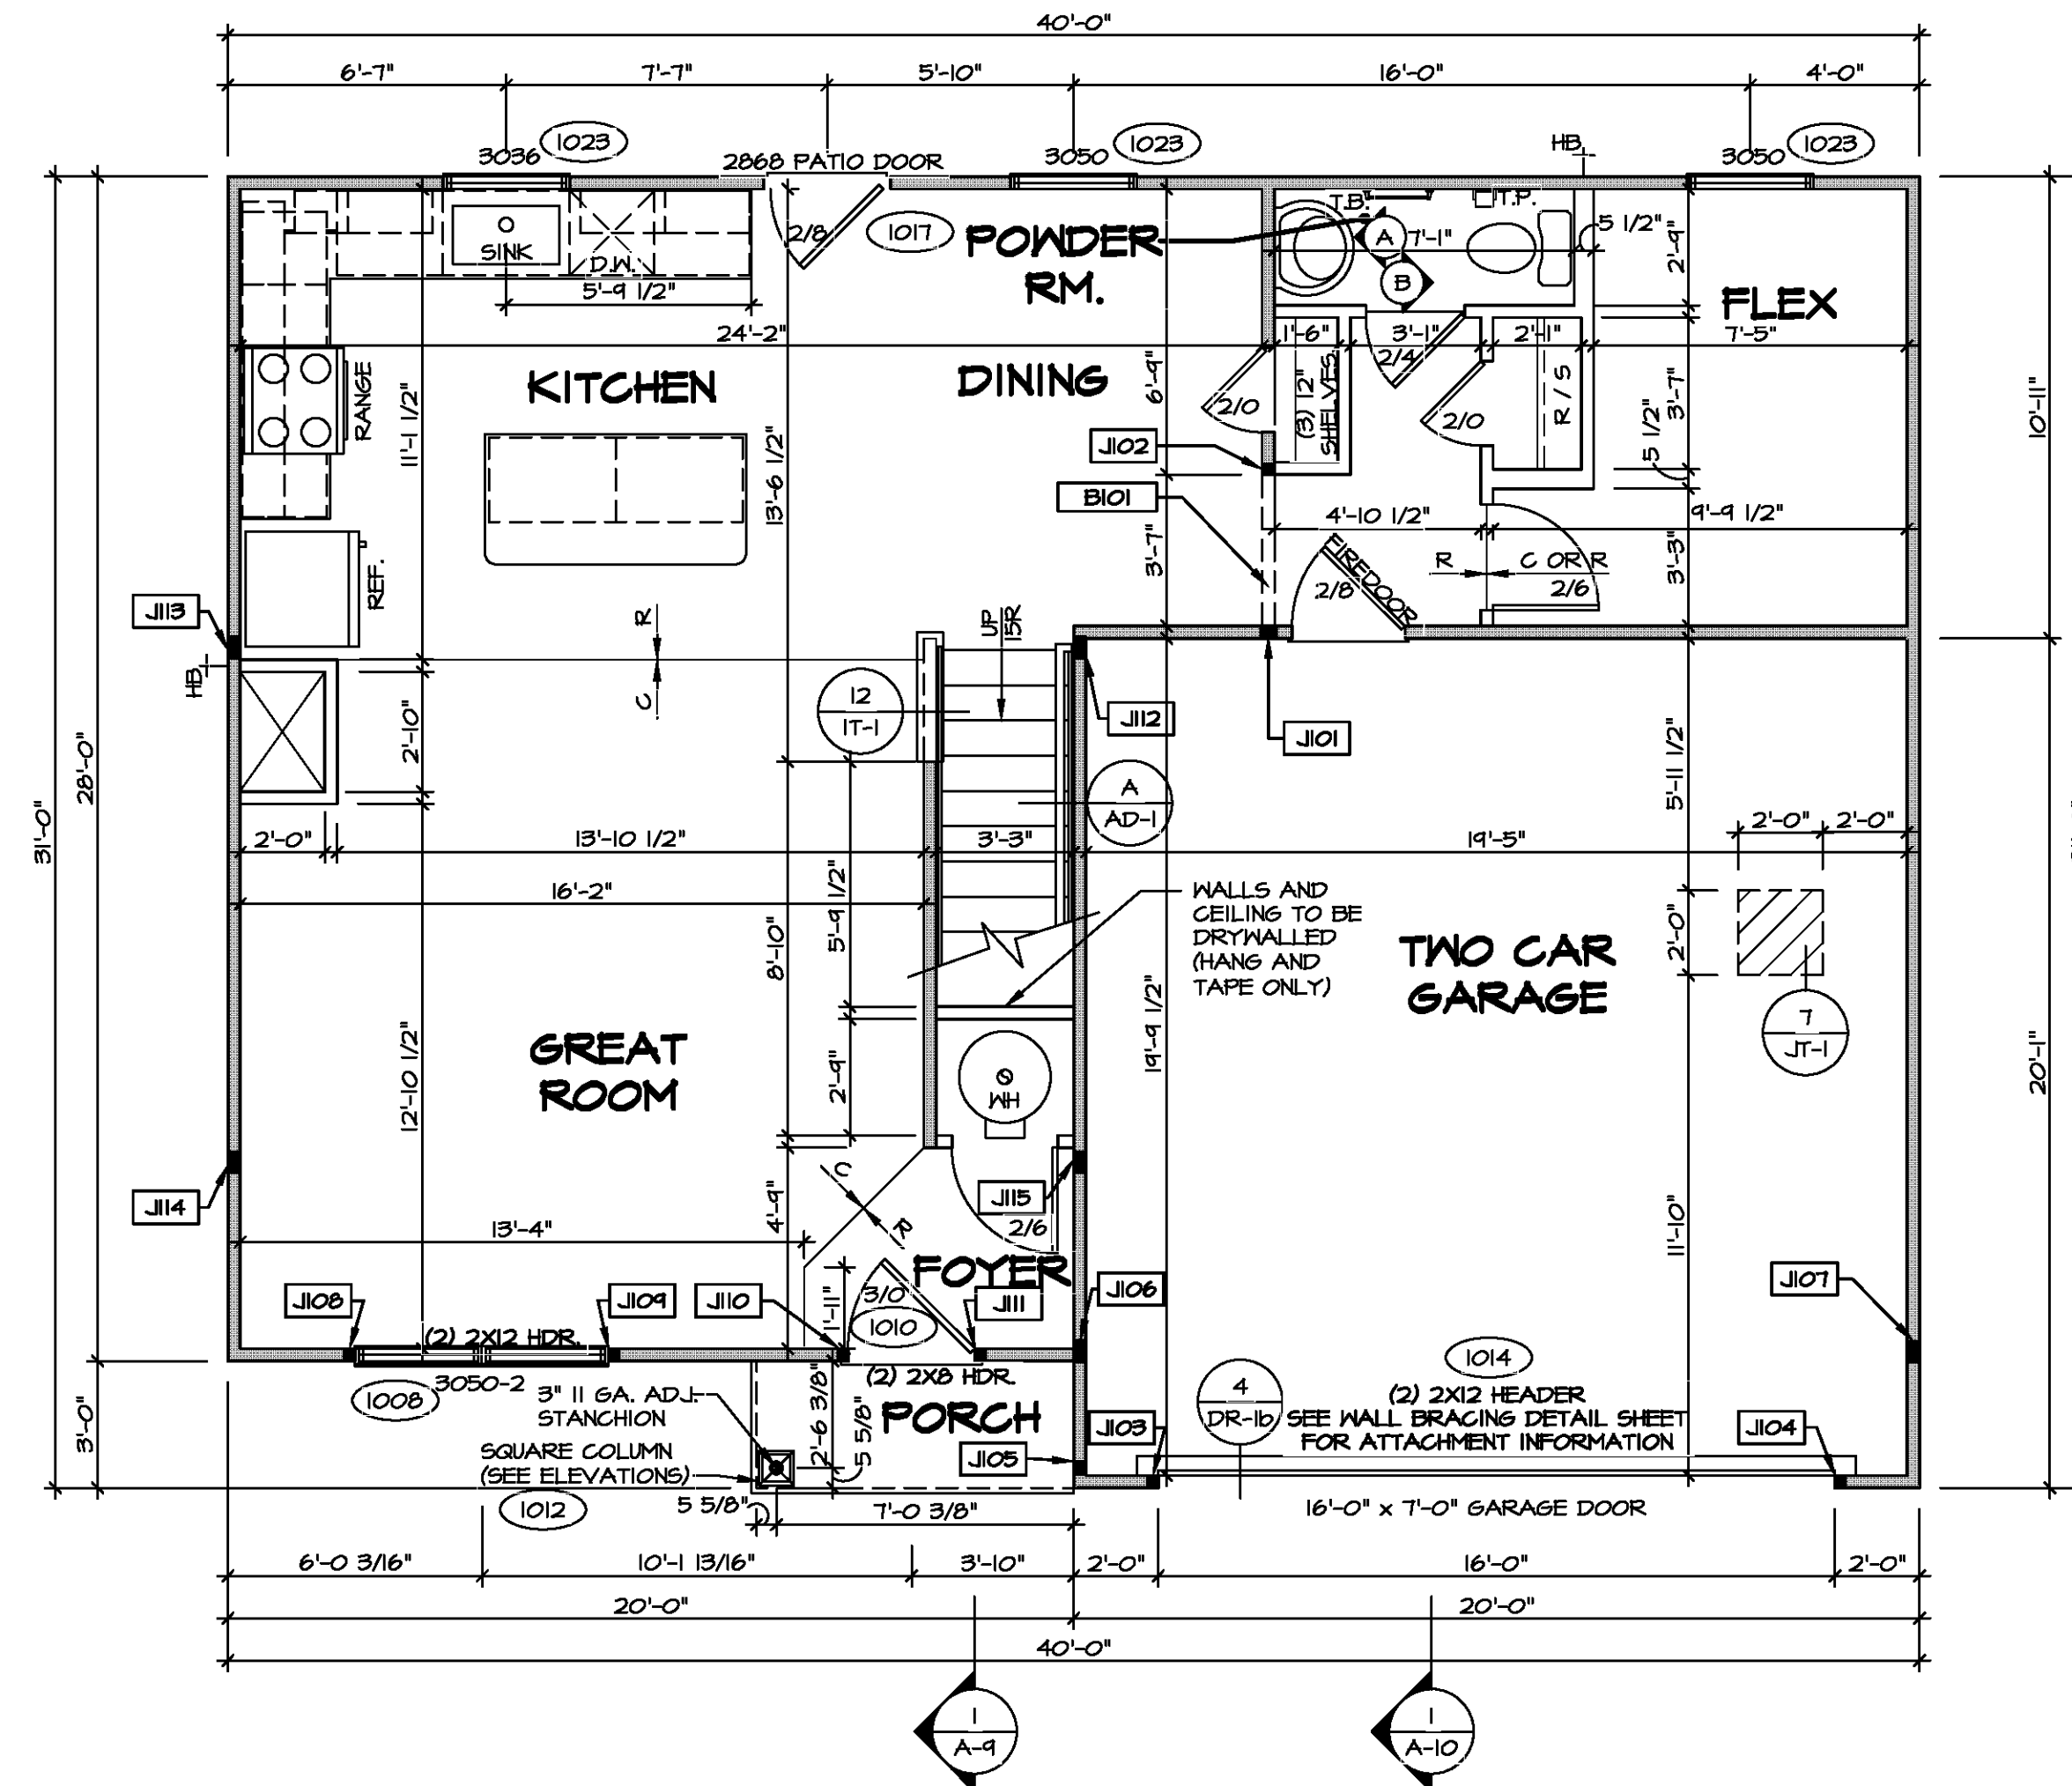 40'-0"
6'-7"
7'-7"
5'-10"
16'-0"
4'-0"
3036
1023
2868 PATIO DOOR
3050
1023
HB
3050
1023
SINK
D.W.
2/8
1017
POWDER
RM.
T.B.
T.P.
A
7'-1"
B
5 1/2"
2'-9"
FLEX
5'-9 1/2"
24'-2"
1'-6"
3'-1"
2'-1"
7'-5"
RANGE
KITCHEN
DINING
11'-1 1/2"
13'-6 1/2"
6'-9"
2/0
(3) 12"
SHELVES
2/4
2/0
R / S
3'-7"
5 1/2"
10'-11"
J102
B101
REF.
3'-7"
4'-10 1/2"
9'-9 1/2"
FIREDOOR
2/8
R
C OR R
2/6
3'-3"
J113
HB
R
C
UP
15R
12
1T-1
J112
J101
2'-10"
28'-0"
31'-0"
A
AD-1
5'-11 1/2"
2'-0"
2'-0"
2'-0"
13'-10 1/2"
3'-3"
19'-5"
16'-2"
5'-9 1/2"
8'-10"
WALLS AND
CEILING TO BE
DRYWALLED
(HANG AND
TAPE ONLY)
2'-0"
TWO CAR
GARAGE
7
JT-1
GREAT
ROOM
12'-10 1/2"
2'-9"
WH
19'-9 1/2"
20'-1"
J114
C
R
4'-9"
J115
2/6
11'-10"
13'-4"
FOYER
J108
J109
J110
1'-11"
3/0
J111
J106
J107
(2) 2X12 HDR.
1010
3050-2
1008
(2) 2X8 HDR.
1014
3'-0"
3" 11 GA. ADJ.
STANCHION
2'-6 3/8"
5 5/8"
PORCH
4
DR-1b
(2) 2X12 HEADER
SEE WALL BRACING DETAIL SHEET
FOR ATTACHMENT INFORMATION
J103
J104
SQUARE COLUMN
(SEE ELEVATIONS)
J105
1012
5 5/8"
7'-0 3/8"
16'-0" x 7'-0" GARAGE DOOR
6'-0 3/16"
10'-1 13/16"
3'-10"
2'-0"
16'-0"
2'-0"
20'-0"
20'-0"
40'-0"
1
A-9
1
A-10